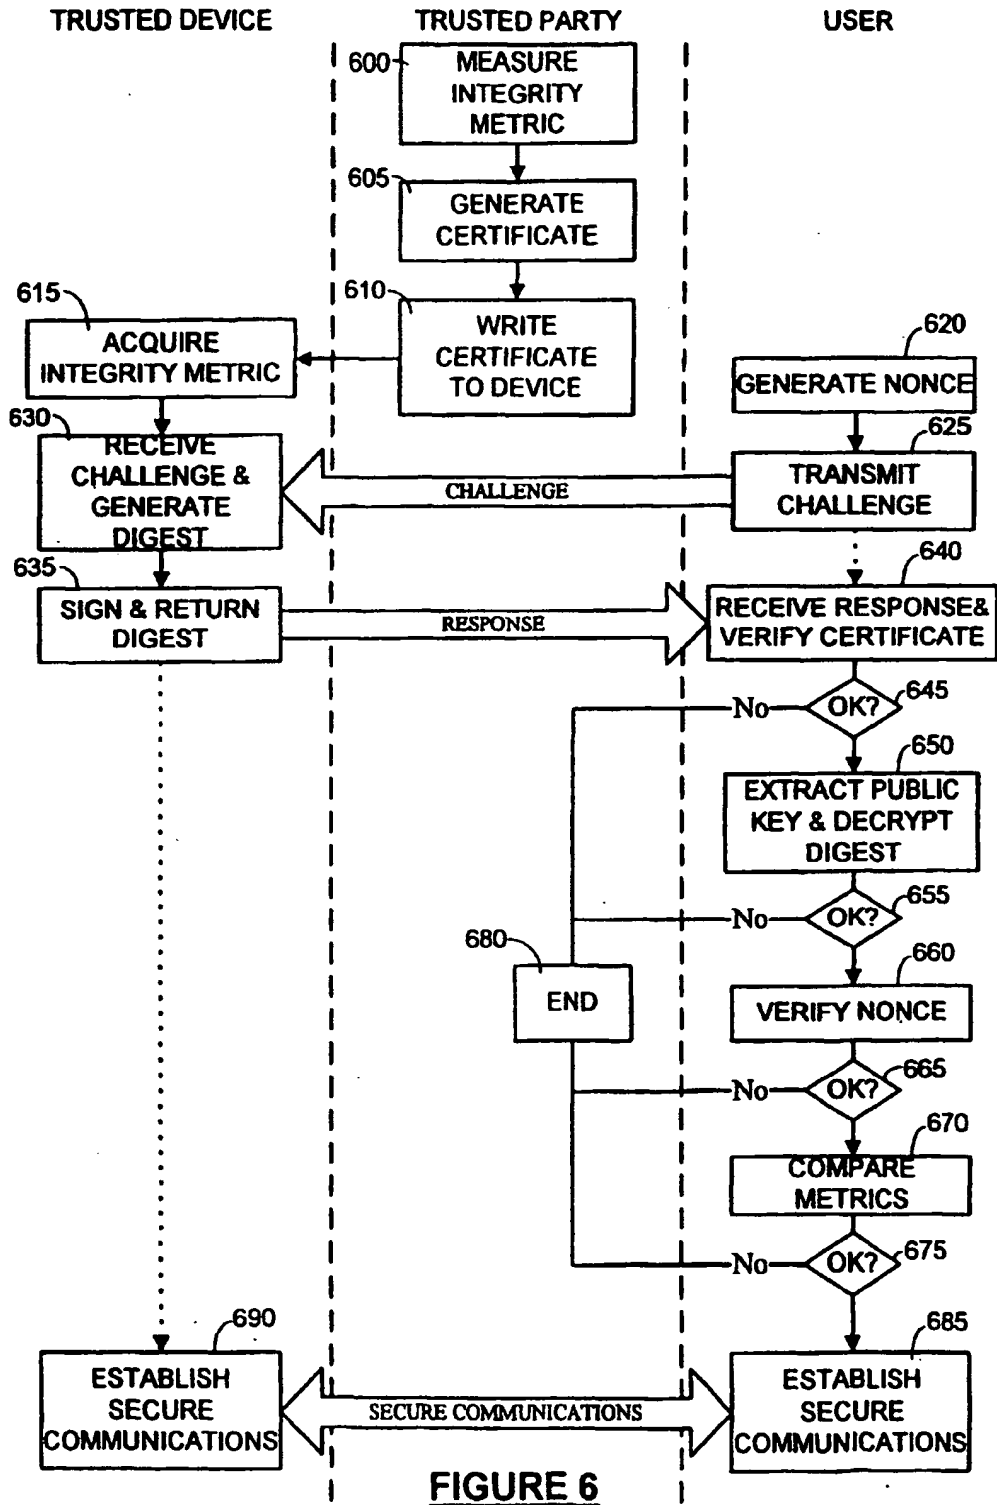 TRUSTED DEVICE
TRUSTED PARTY
USER
600
MEASURE
INTEGRITY
METRIC
605
GENERATE
CERTIFICATE
610
WRITE
CERTIFICATE
TO DEVICE
615
ACQUIRE
INTEGRITY METRIC
620
GENERATE NONCE
625
TRANSMIT
CHALLENGE
CHALLENGE
630
RECEIVE
CHALLENGE &
GENERATE
DIGEST
635
SIGN & RETURN
DIGEST
RESPONSE
640
RECEIVE RESPONSE&
VERIFY CERTIFICATE
645
OK?
No
650
EXTRACT PUBLIC
KEY & DECRYPT
DIGEST
655
OK?
No
660
VERIFY NONCE
680
END
665
OK?
No
670
COMPARE
METRICS
675
OK?
No
690
ESTABLISH
SECURE
COMMUNICATIONS
SECURE COMMUNICATIONS
685
ESTABLISH
SECURE
COMMUNICATIONS
FIGURE 6